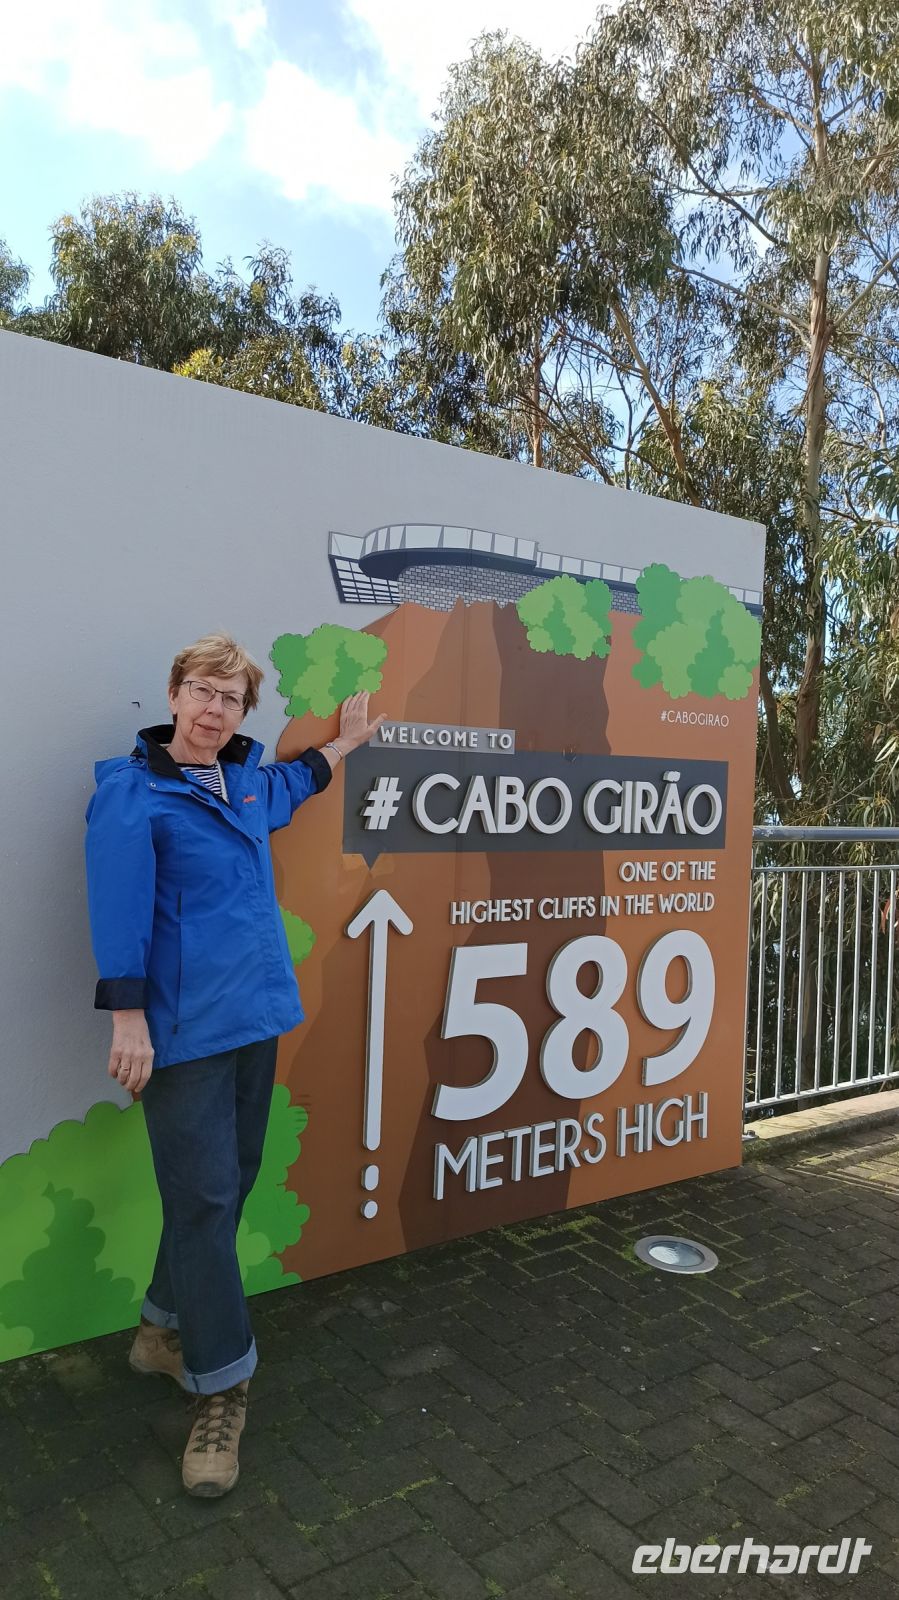 #CABOGIRAO
WELCOME TO
# CABO GIRÃO
ONE OF THE
HIGHEST CLIFFS IN THE WORLD
589
METERS HIGH
eberhardt